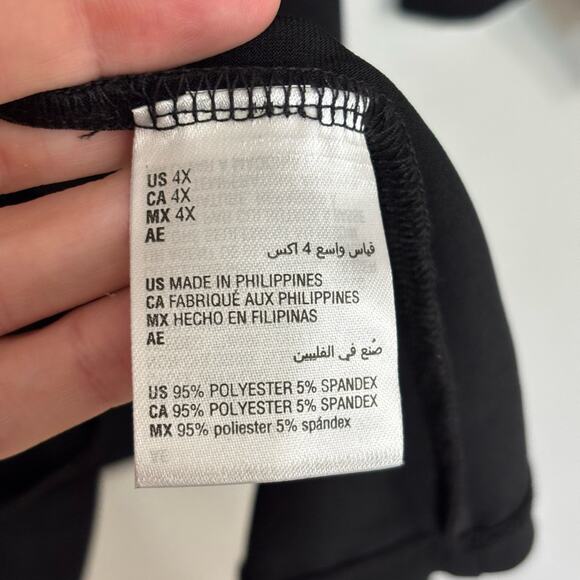 US 4X
CA 4X
MX 4X
AE
قياس واسع 4 اكس
US MADE IN PHILIPPINES
CA FABRIQUÉ AUX PHILIPPINES
MX HECHO EN FILIPINAS
AE
صُنع في الفلبين
US 95% POLYESTER 5% SPANDEX
CA 95% POLYESTER 5% SPANDEX
MX 95% poliester 5% spándex